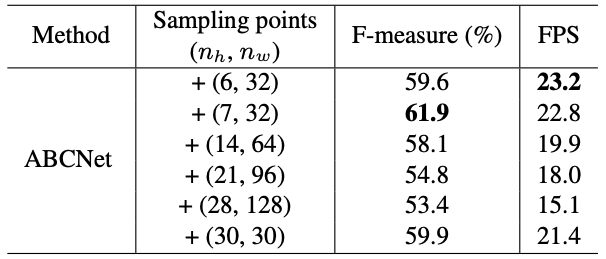 Method Sampling points (nₕ, n_w) F-measure (%) FPS
ABCNet + (6, 32) 59.6 23.2
+ (7, 32) 61.9 22.8
+ (14, 64) 58.1 19.9
+ (21, 96) 54.8 18.0
+ (28, 128) 53.4 15.1
+ (30, 30) 59.9 21.4